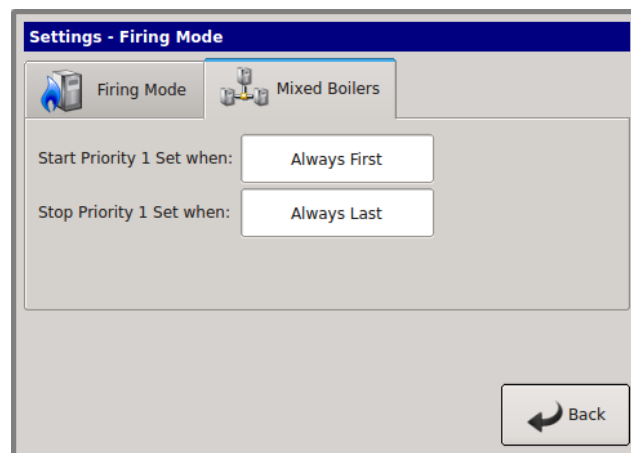 Settings - Firing Mode
Firing Mode
Mixed Boilers
Start Priority 1 Set when:
Always First
Stop Priority 1 Set when:
Always Last
Back